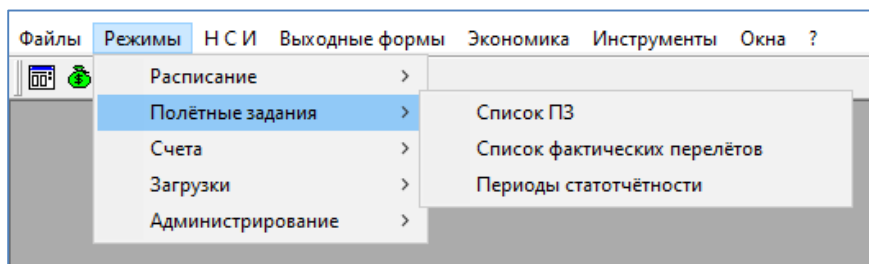 Файлы Режимы Н С И Выходные формы Экономика Инструменты Окна ?
Расписание >
Полётные задания > Список ПЗ
Счета > Список фактических перелётов
Загрузки > Периоды статотчётности
Администрирование >